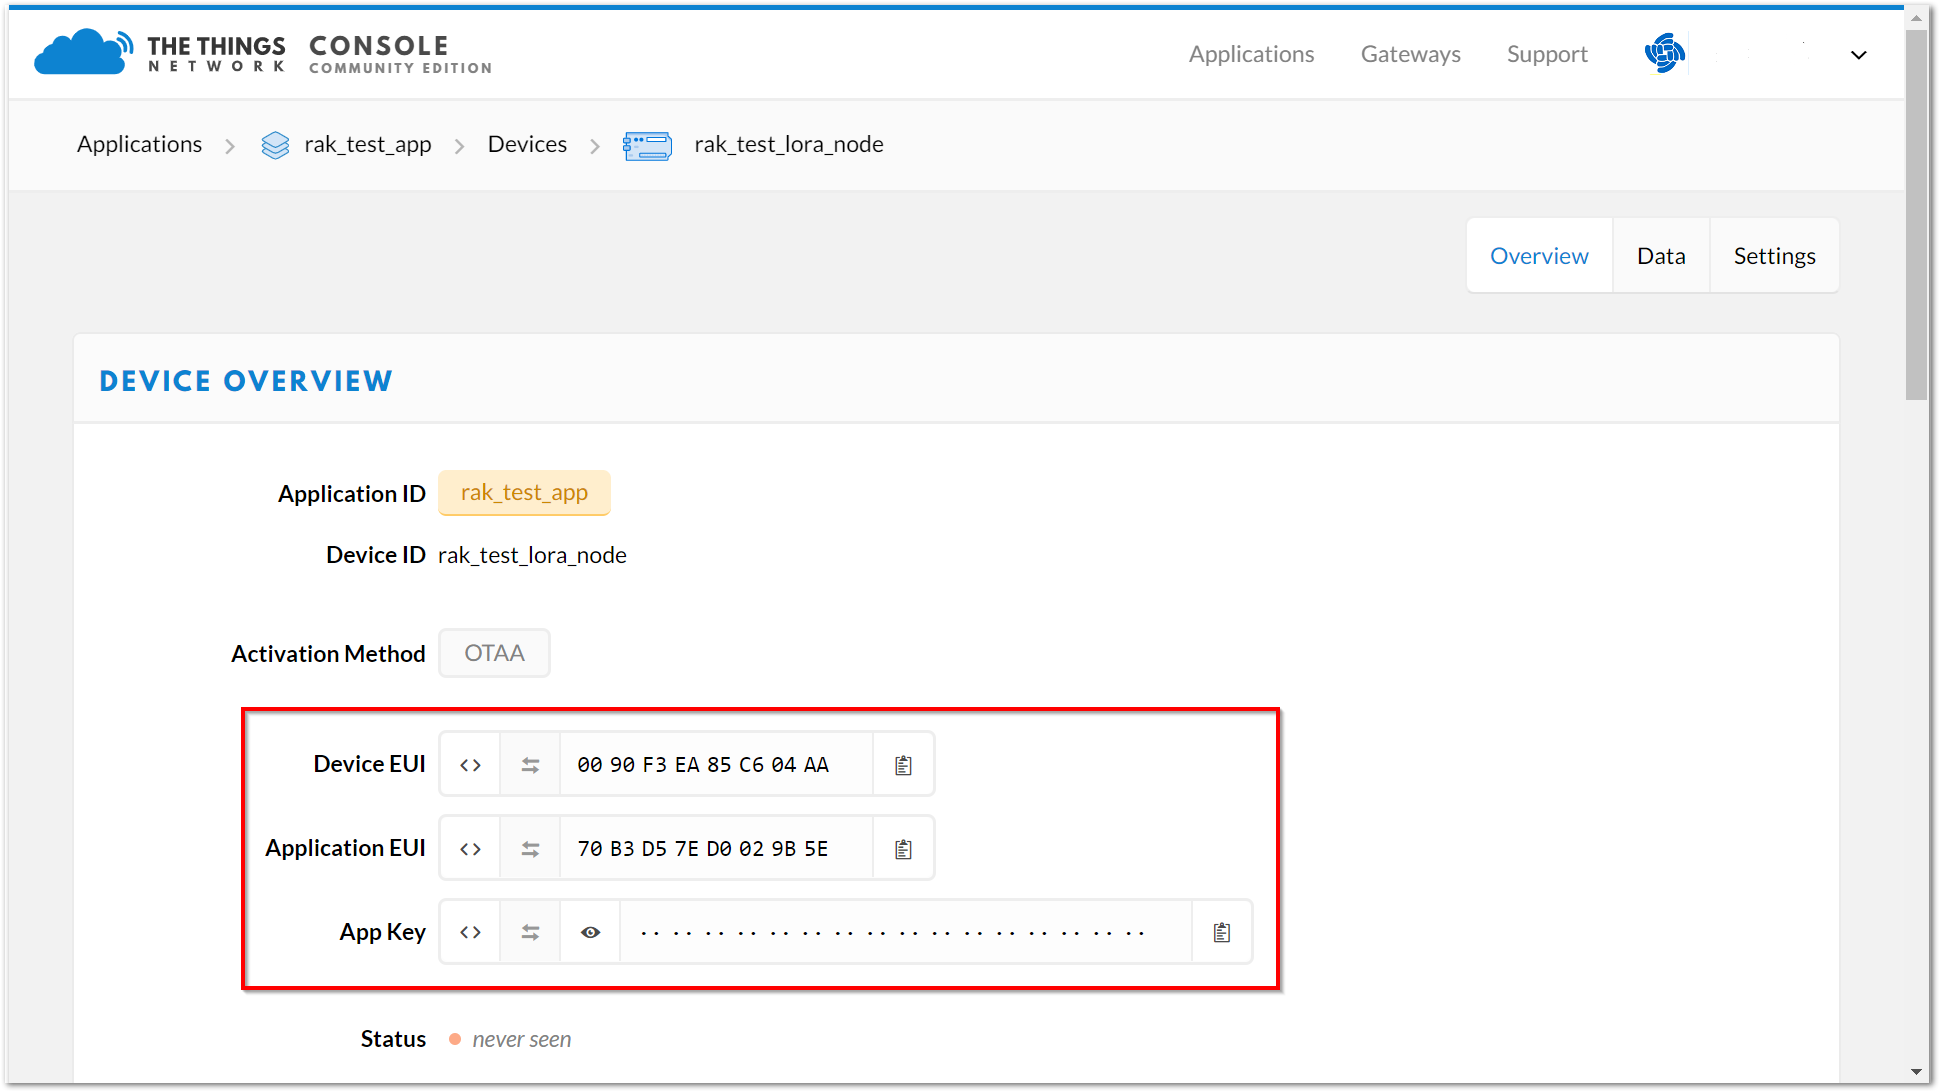 THE THINGS NETWORK CONSOLE COMMUNITY EDITION
Applications Gateways Support
Applications > rak_test_app > Devices > rak_test_lora_node
Overview Data Settings
DEVICE OVERVIEW
Application ID rak_test_app
Device ID rak_test_lora_node
Activation Method OTAA
Device EUI <> 00 90 F3 EA 85 C6 04 AA
Application EUI <> 70 B3 D5 7E D0 02 9B 5E
App Key <> ·· ·· ·· ·· ·· ·· ·· ·· ·· ·· ·· ·· ·· ·· ·· ··
Status never seen